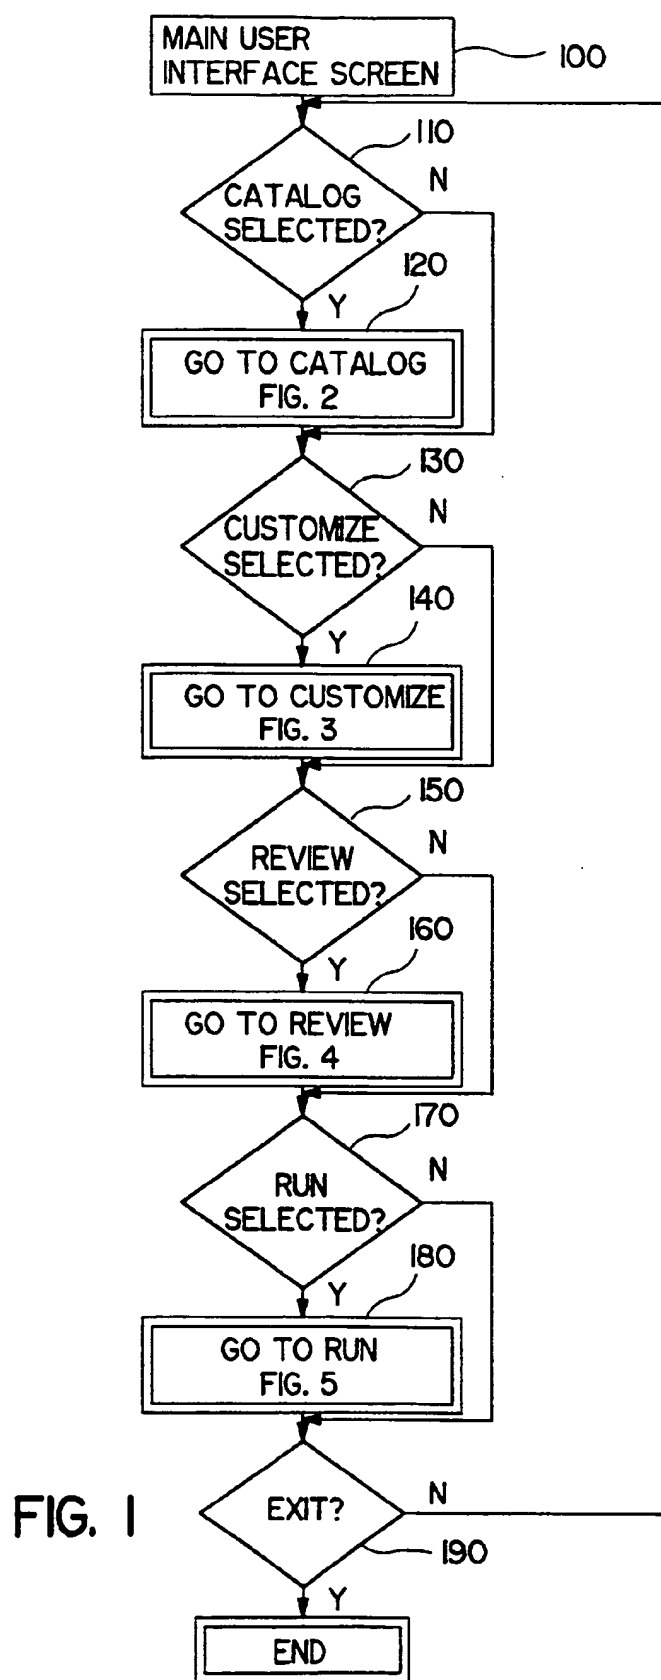 MAIN USER
INTERFACE SCREEN
100
110
N
CATALOG
SELECTED?
120
Y
GO TO CATALOG
FIG. 2
130
N
CUSTOMIZE
SELECTED?
140
Y
GO TO CUSTOMIZE
FIG. 3
150
N
REVIEW
SELECTED?
160
Y
GO TO REVIEW
FIG. 4
170
N
RUN
SELECTED?
180
Y
GO TO RUN
FIG. 5
N
EXIT?
FIG. 1
190
Y
END